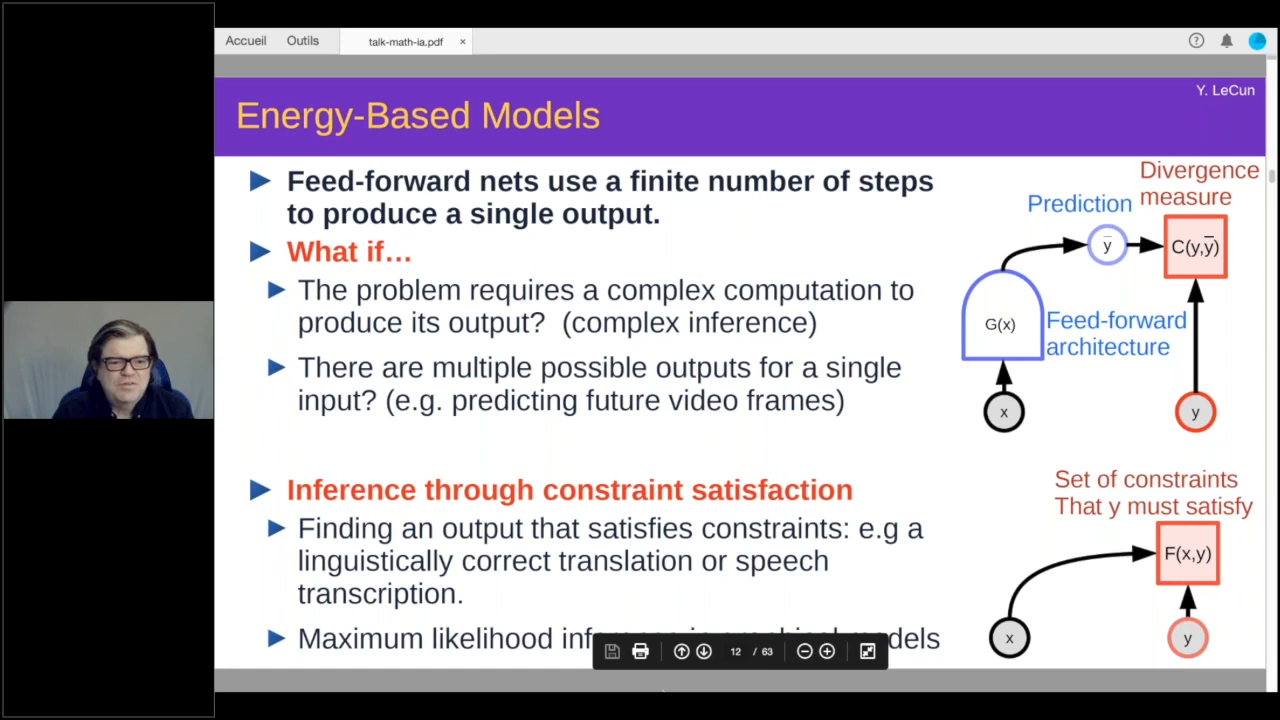 Accueil Outils talk-math-ia.pdf ×
?
Y. LeCun
Energy-Based Models
Feed-forward nets use a finite number of steps
to produce a single output.
What if…
The problem requires a complex computation to
produce its output? (complex inference)
There are multiple possible outputs for a single
input? (e.g. predicting future video frames)
Inference through constraint satisfaction
Finding an output that satisfies constraints: e.g a
linguistically correct translation or speech
transcription.
Maximum likelihood models
Divergence
measure
Prediction
ȳ
C(y,ȳ)
G(x)
Feed-forward
architecture
x
y
Set of constraints
That y must satisfy
F(x,y)
x
y
12 / 63